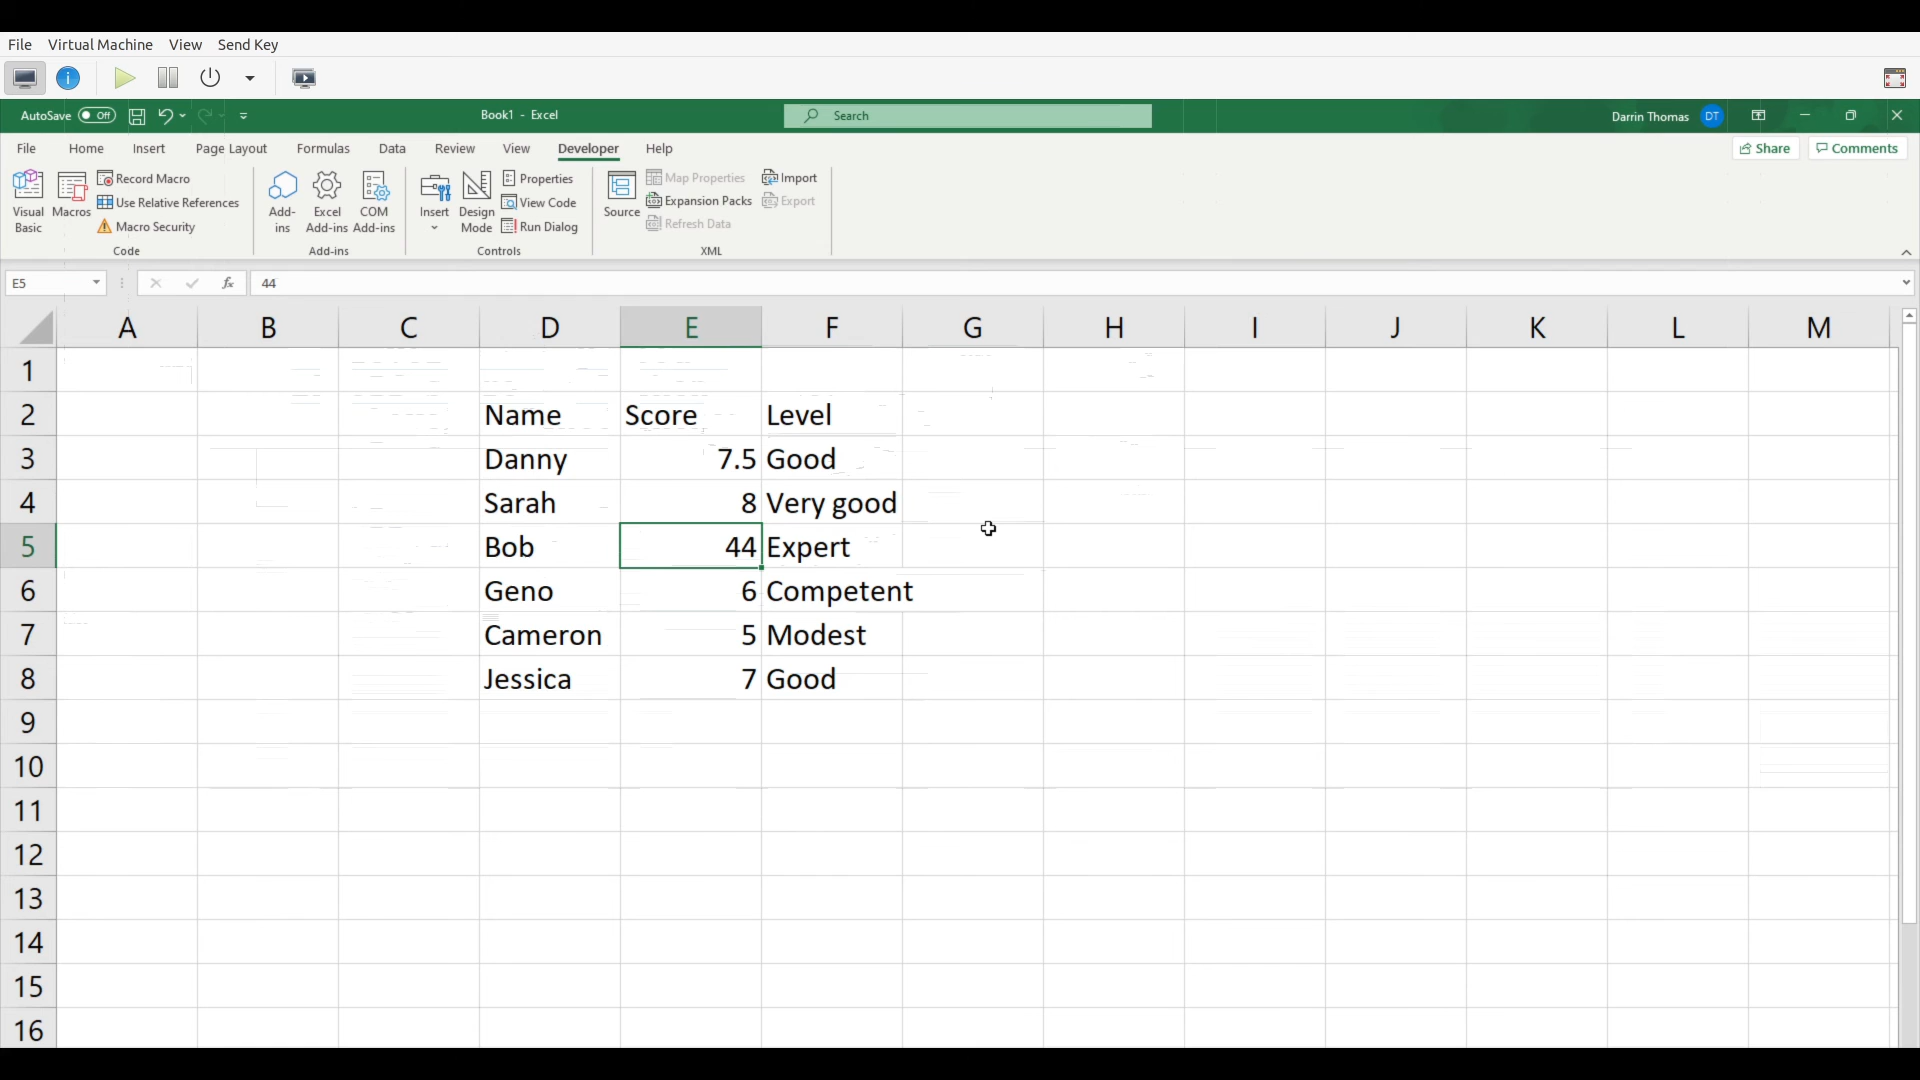 File Virtual Machine View Send Key
AutoSave Off Book1 - Excel Search Darrin Thomas DT
File Home Insert Page Layout Formulas Data Review View Developer Help Share Comments
Visual Basic Macros Record Macro Use Relative References Macro Security
Add-ins Excel Add-ins COM Add-ins
Insert Design Mode Properties View Code Run Dialog
Source Map Properties Expansion Packs Refresh Data Import Export
Code Add-ins Controls XML
E5 fx 44
A B C D E F G H I J K L M
1
2 Name Score Level
3 Danny 7.5 Good
4 Sarah 8 Very good
5 Bob 44 Expert
6 Geno 6 Competent
7 Cameron 5 Modest
8 Jessica 7 Good
9
10
11
12
13
14
15
16